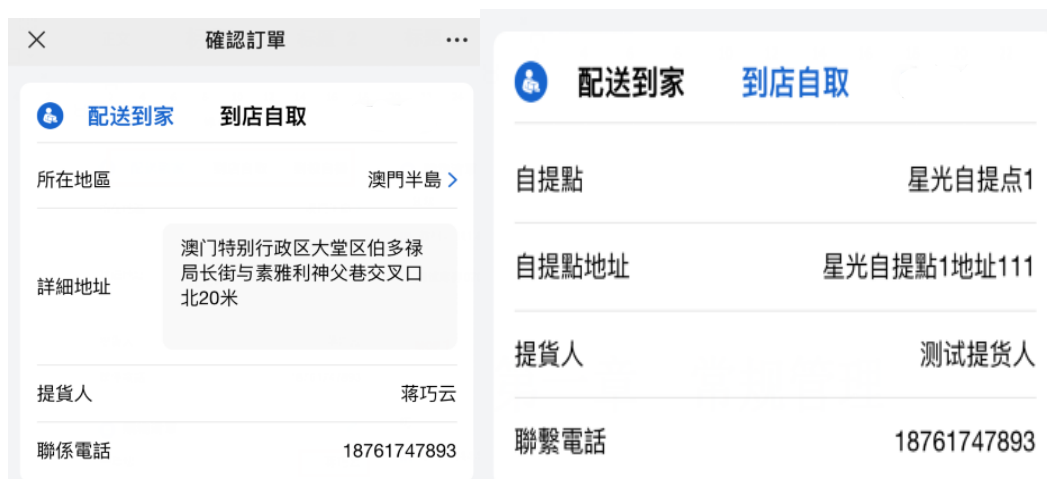 確認訂單
配送到家 到店自取
所在地區 澳門半島
詳細地址
澳门特别行政区大堂区伯多禄
局长街与素雅利神父巷交叉口
北20米
提貨人 蒋巧云
聯係電話 18761747893
配送到家 到店自取
自提點 星光自提点1
自提點地址 星光自提點1地址111
提貨人 测试提货人
聯繫電話 18761747893